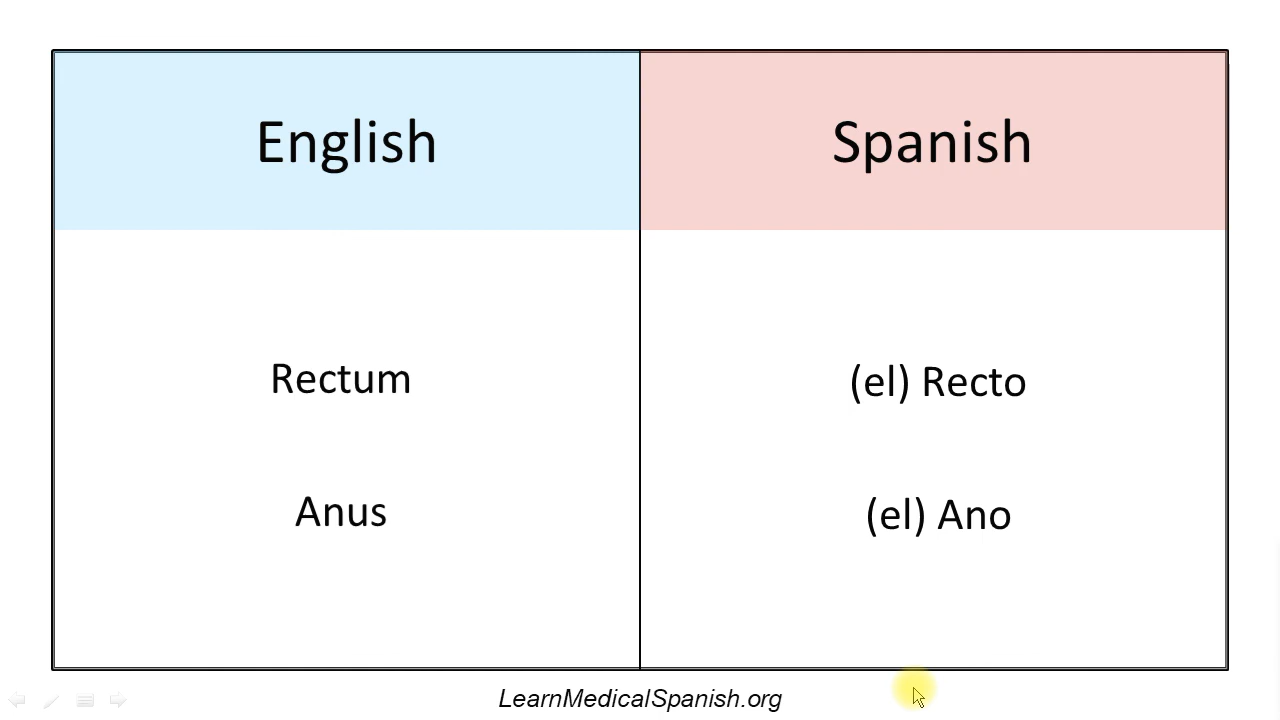 English
Spanish
Rectum
(el) Recto
Anus
(el) Ano
LearnMedicalSpanish.org